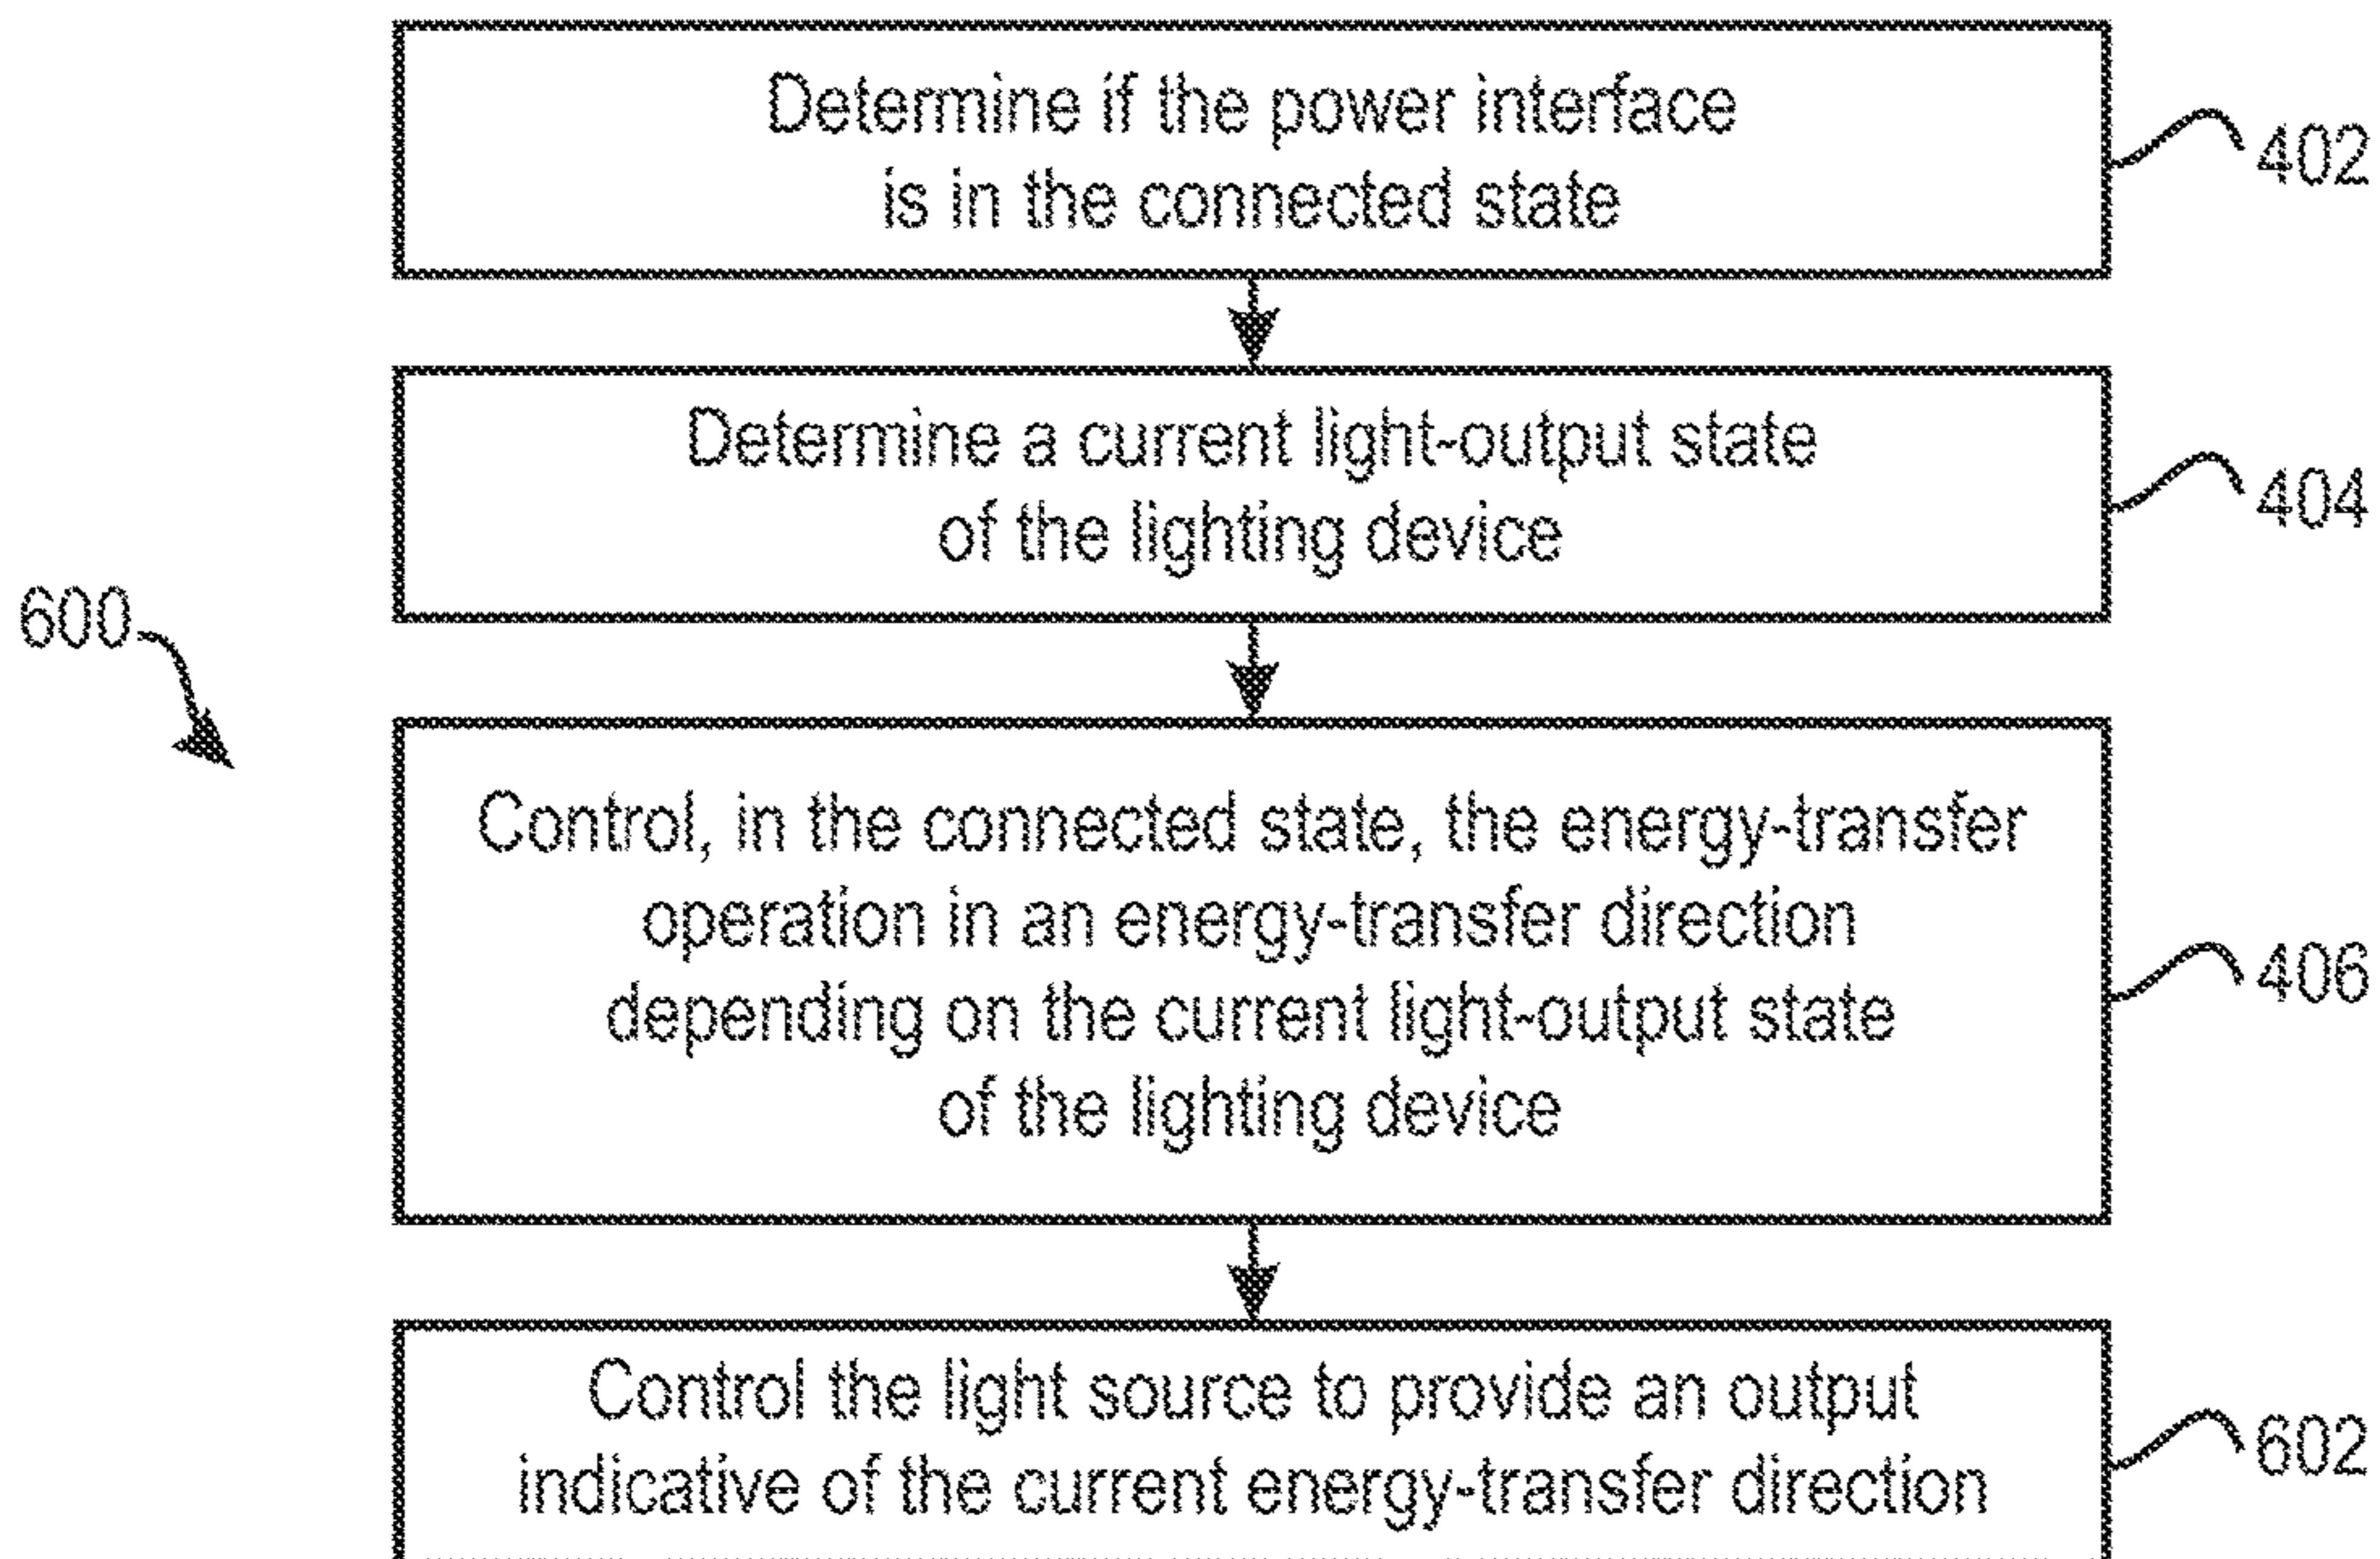 Determine if the power interface
is in the connected state
402
Determine a current light-output state
of the lighting device
404
600
Control, in the connected state, the energy-transfer
operation in an energy-transfer direction
depending on the current light-output state
of the lighting device
406
Control the light source to provide an output
indicative of the current energy-transfer direction
602